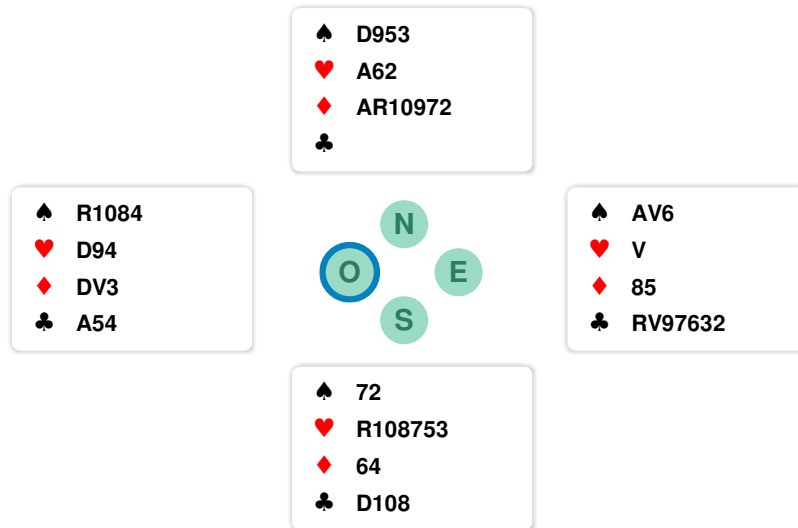 ♠ D953
♥ A62
♦ AR10972
♣
♠ R1084
♥ D94
♦ DV3
♣ A54
N
O E
S
♠ AV6
♥ V
♦ 85
♣ RV97632
♠ 72
♥ R108753
♦ 64
♣ D108